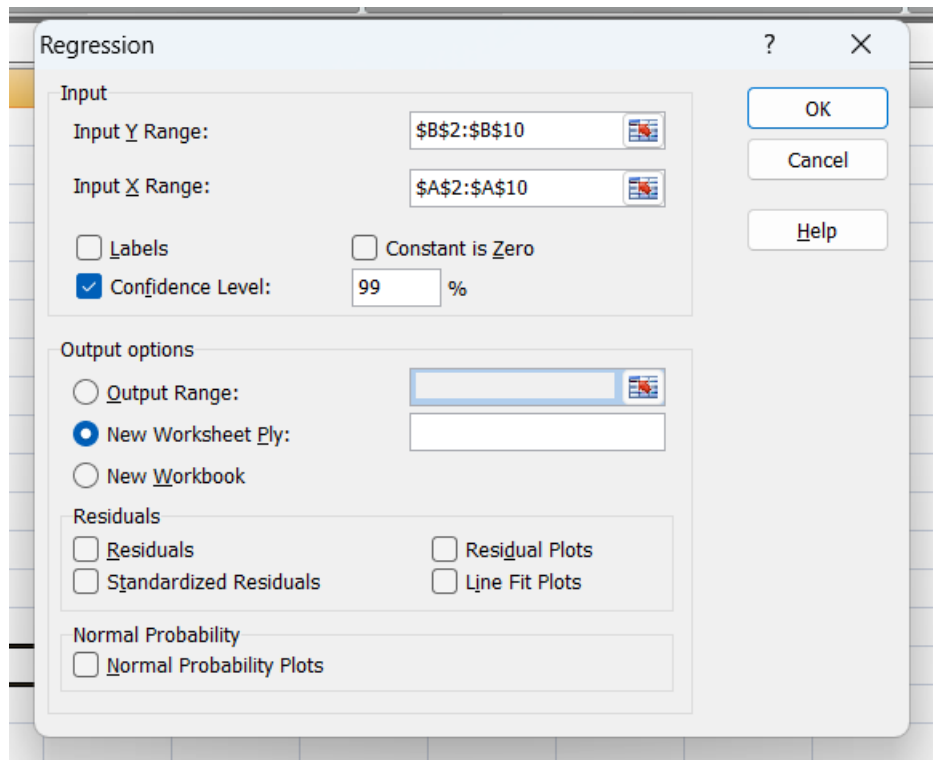 Regression ?
Input
Input Y Range: $B$2:$B$10
Input X Range: $A$2:$A$10
Labels Constant is Zero
Confidence Level: 99 %
OK
Cancel
Help
Output options
Output Range:
New Worksheet Ply:
New Workbook
Residuals
Residuals Residual Plots
Standardized Residuals Line Fit Plots
Normal Probability
Normal Probability Plots